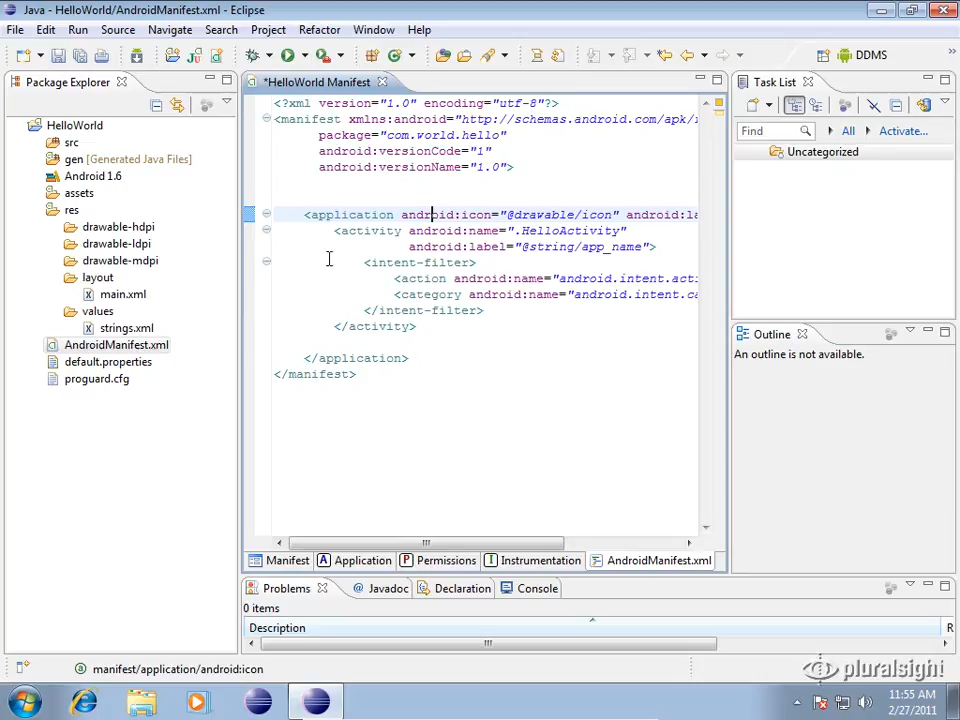 Java - HelloWorld/AndroidManifest.xml - Eclipse
File Edit Run Source Navigate Search Project Refactor Window Help
DDMS
Package Explorer
*HelloWorld Manifest
Task List
HelloWorld
src
gen [Generated Java Files]
Android 1.6
assets
res
drawable-hdpi
drawable-ldpi
drawable-mdpi
layout
main.xml
values
strings.xml
AndroidManifest.xml
default.properties
proguard.cfg
<?xml version="1.0" encoding="utf-8"?>
<manifest xmlns:android="http://schemas.android.com/apk/
package="com.world.hello"
android:versionCode="1"
android:versionName="1.0">
<application android:icon="@drawable/icon" android:la
<activity android:name=".HelloActivity"
android:label="@string/app_name">
<intent-filter>
<action android:name="android.intent.acti
<category android:name="android.intent.ca
</intent-filter>
</activity>
</application>
</manifest>
Find All Activate...
Uncategorized
Outline
An outline is not available.
Manifest Application Permissions Instrumentation AndroidManifest.xml
Problems Javadoc Declaration Console
0 items
Description R
manifest/application/android:icon
pluralsight
11:55 AM
2/27/2011